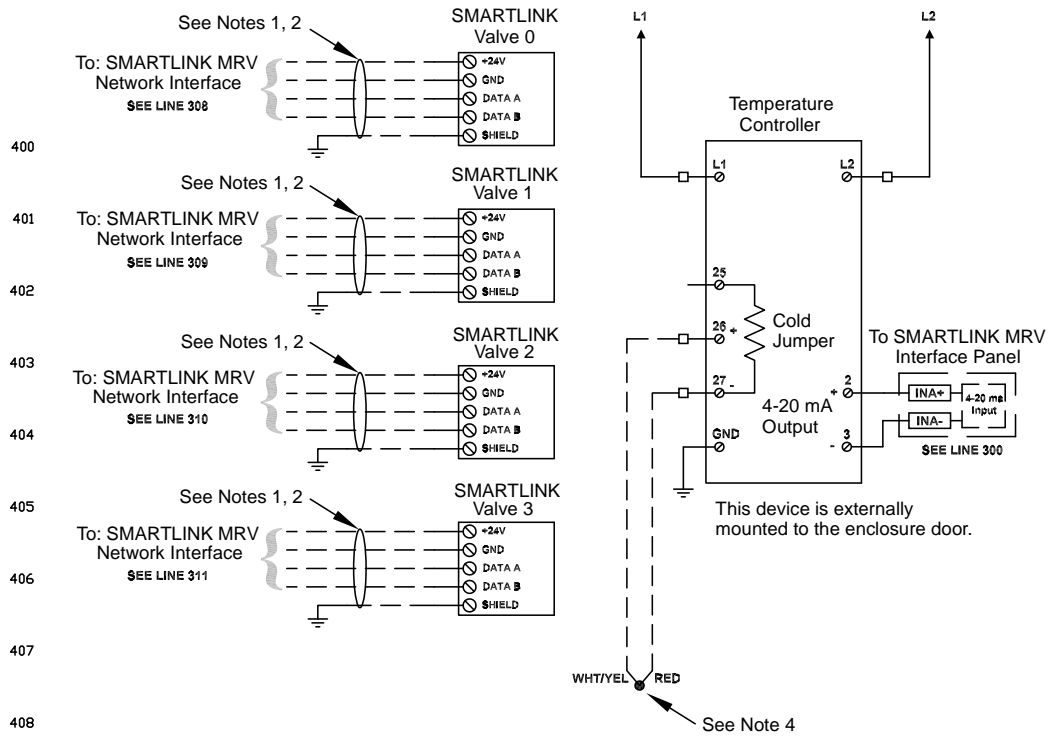 See Notes 1, 2
SMARTLINK
Valve 0
To: SMARTLINK MRV
Network Interface
SEE LINE 308
+24V
GND
DATA A
DATA B
SHIELD
400
See Notes 1, 2
SMARTLINK
Valve 1
401
To: SMARTLINK MRV
Network Interface
SEE LINE 309
+24V
GND
DATA A
DATA B
SHIELD
402
See Notes 1, 2
SMARTLINK
Valve 2
403
To: SMARTLINK MRV
Network Interface
SEE LINE 310
+24V
GND
DATA A
DATA B
SHIELD
404
405
See Notes 1, 2
SMARTLINK
Valve 3
To: SMARTLINK MRV
Network Interface
SEE LINE 311
+24V
GND
DATA A
DATA B
SHIELD
406
407
408
L1
L2
Temperature
Controller
L1
L2
25
26 +
Cold
Jumper
27 -
4-20 mA
Output
GND
+ 2
- 3
To SMARTLINK MRV
Interface Panel
INA+
INA-
4-20 ma
Input
SEE LINE 300
This device is externally
mounted to the enclosure door.
WHT/YEL
RED
See Note 4